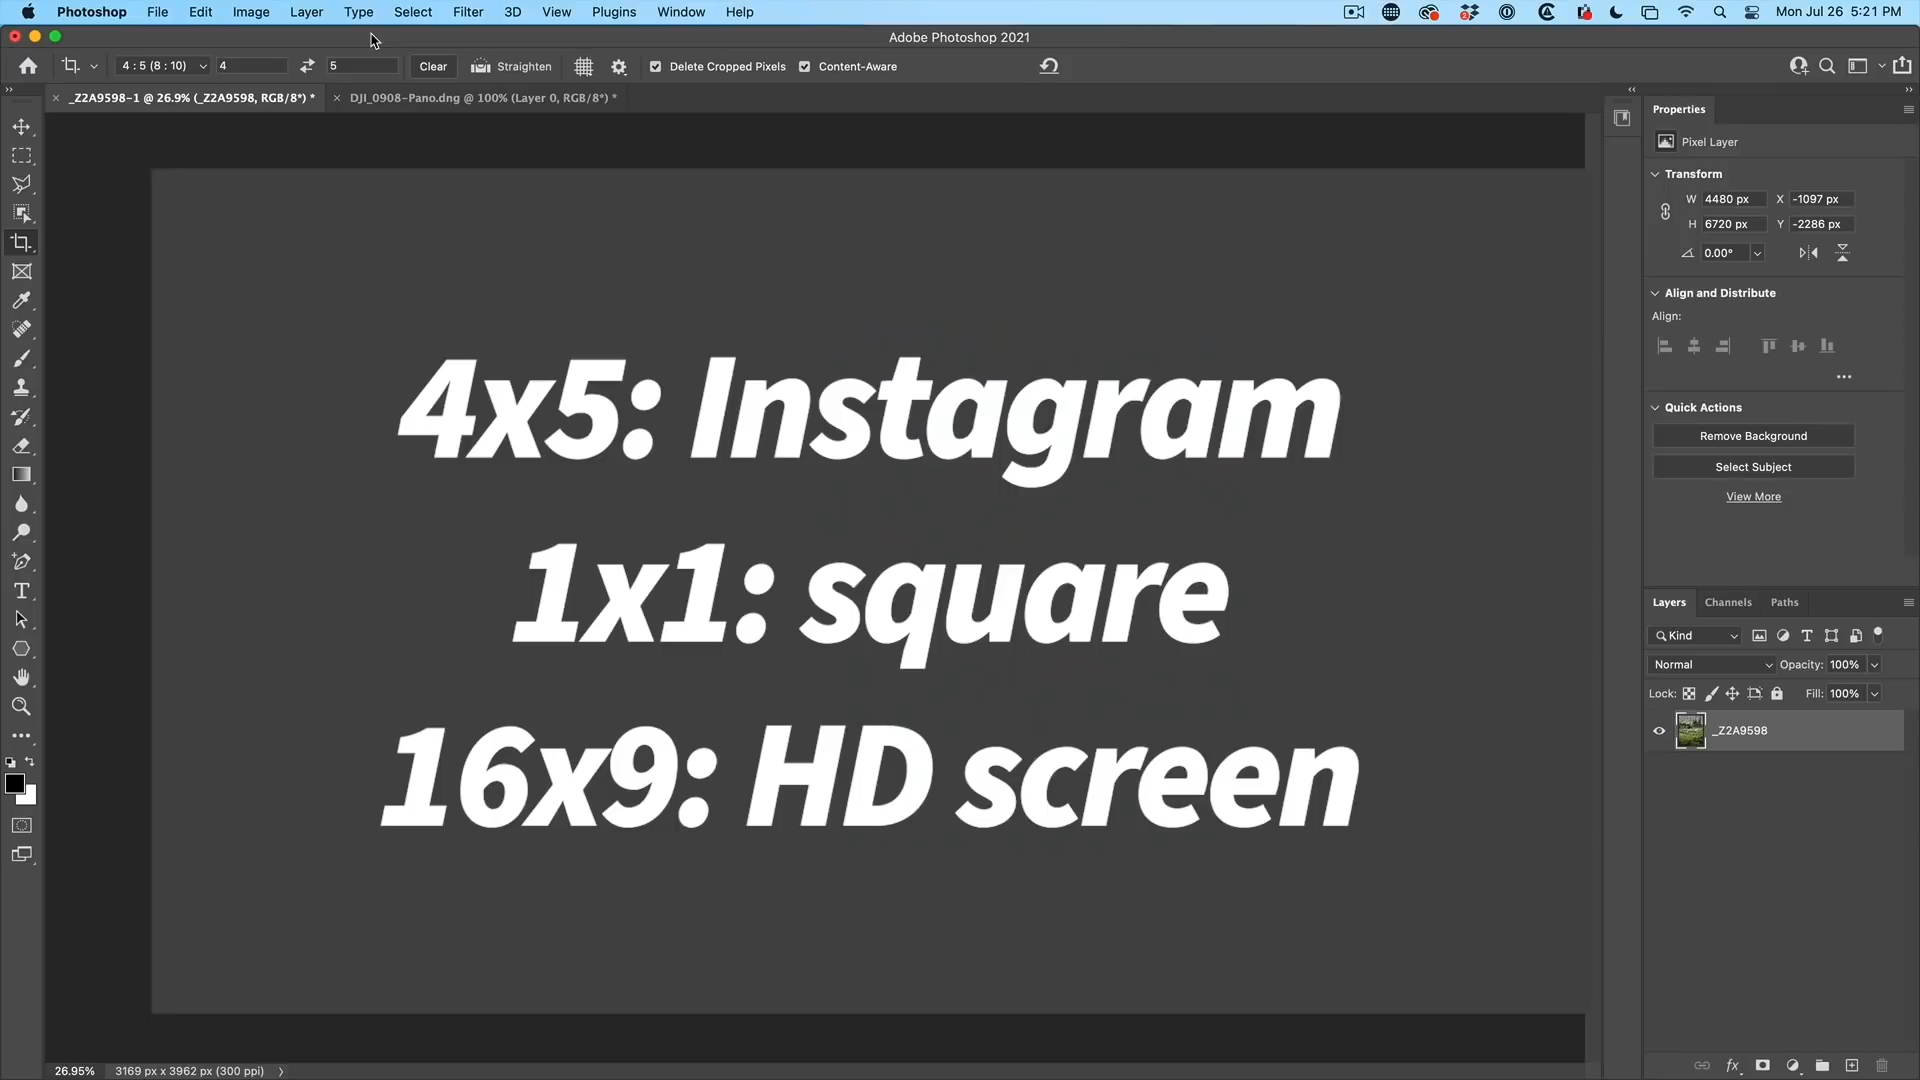 Photoshop File Edit Image Layer Type Select Filter 3D View Plugins Window Help Mon Jul 26 5:21 PM
Adobe Photoshop 2021
4 : 5 (8 : 10) 4 5 Clear Straighten Delete Cropped Pixels Content-Aware
_Z2A9598-1 @ 26.9% (_Z2A9598, RGB/8*) * DJI_0908-Pano.dng @ 100% (Layer 0, RGB/8*) *
4x5: Instagram
1x1: square
16x9: HD screen
Properties
Pixel Layer
Transform
W 4480 px X -1097 px
H 6720 px Y -2286 px
0.00°
Align and Distribute
Align:
Quick Actions
Remove Background
Select Subject
View More
Layers Channels Paths
Kind
Normal Opacity: 100%
Lock: Fill: 100%
_Z2A9598
26.95% 3169 px x 3962 px (300 ppi)